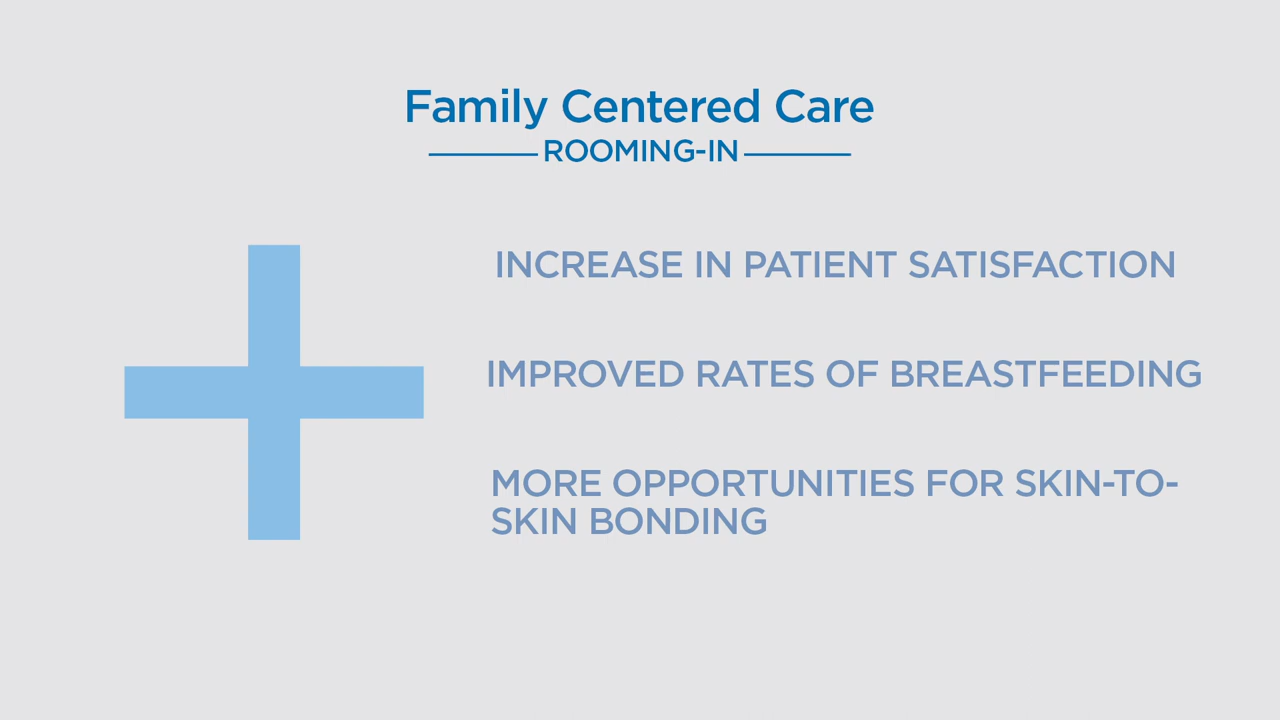 Family Centered Care
ROOMING-IN
INCREASE IN PATIENT SATISFACTION
IMPROVED RATES OF BREASTFEEDING
MORE OPPORTUNITIES FOR SKIN-TO-
SKIN BONDING